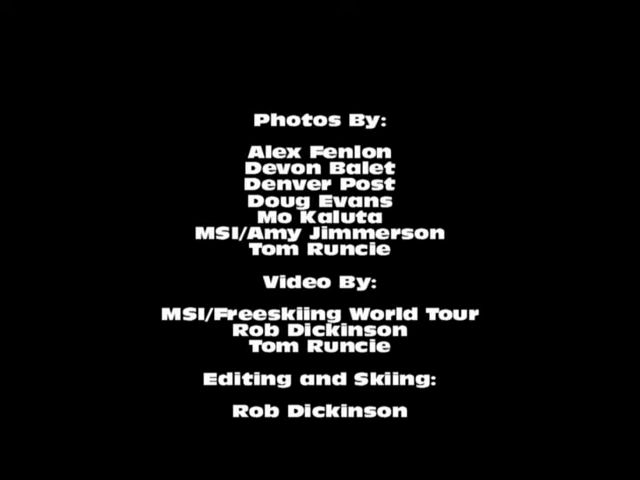 Photos By:
Alex Fenlon
Devon Balet
Denver Post
Doug Evans
Mo Kaluta
MSI/Amy Jimmerson
Tom Runcie
Video By:
MSI/Freeskiing World Tour
Rob Dickinson
Tom Runcie
Editing and Skiing:
Rob Dickinson